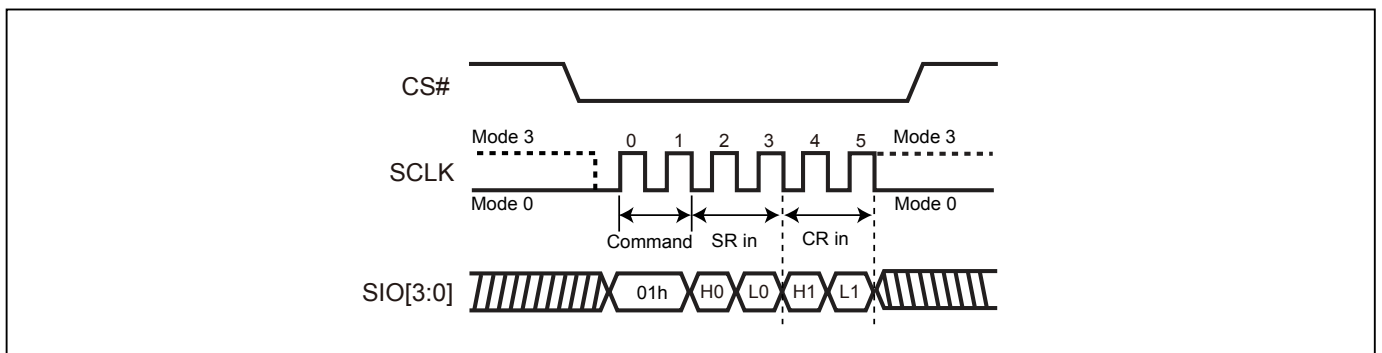 CS#
Mode 3 0 1 2 3 4 5 Mode 3
SCLK
Mode 0 Mode 0
Command SR in CR in
SIO[3:0] 01h H0 L0 H1 L1